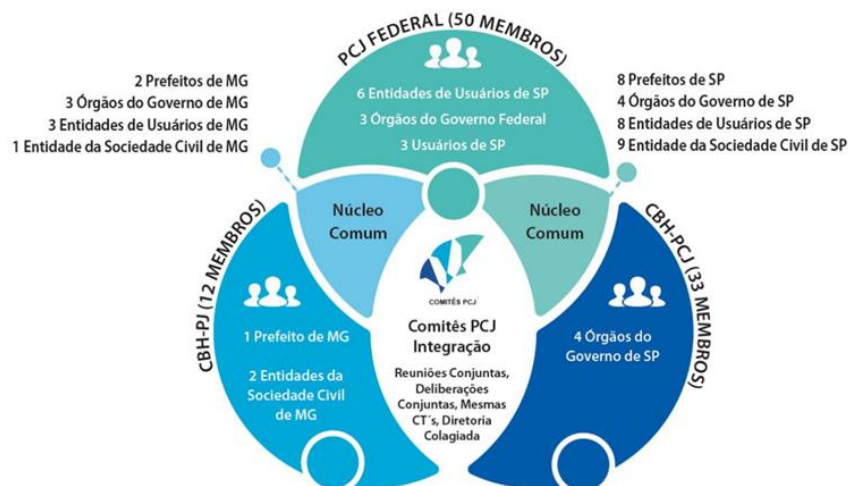 PCJ FEDERAL (50 MEMBROS)
2 Prefeitos de MG
3 Órgãos do Governo de MG
3 Entidades de Usuários de MG
1 Entidade da Sociedade Civil de MG
6 Entidades de Usuários de SP
3 Órgãos do Governo Federal
3 Usuários de SP
8 Prefeitos de SP
4 Órgãos do Governo de SP
8 Entidades de Usuários de SP
9 Entidade da Sociedade Civil de SP
Núcleo
Comum
Núcleo
Comum
CBH-PJ (12 MEMBROS)
1 Prefeito de MG
2 Entidades da
Sociedade Civil
de MG
COMITÊS PCJ
Comitês PCJ
Integração
Reuniões Conjuntas,
Deliberações
Conjuntas, Mesmas
CT´s, Diretoria
Colagiada
CBH-PCJ (33 MEMBROS)
4 Órgãos do
Governo de SP